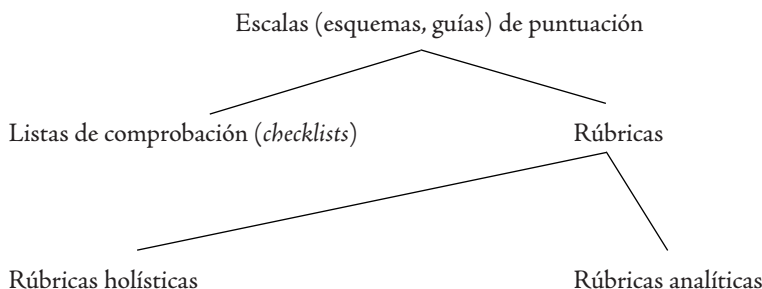 Escalas (esquemas, guías) de puntuación
Listas de comprobación (checklists)
Rúbricas
Rúbricas holísticas
Rúbricas analíticas